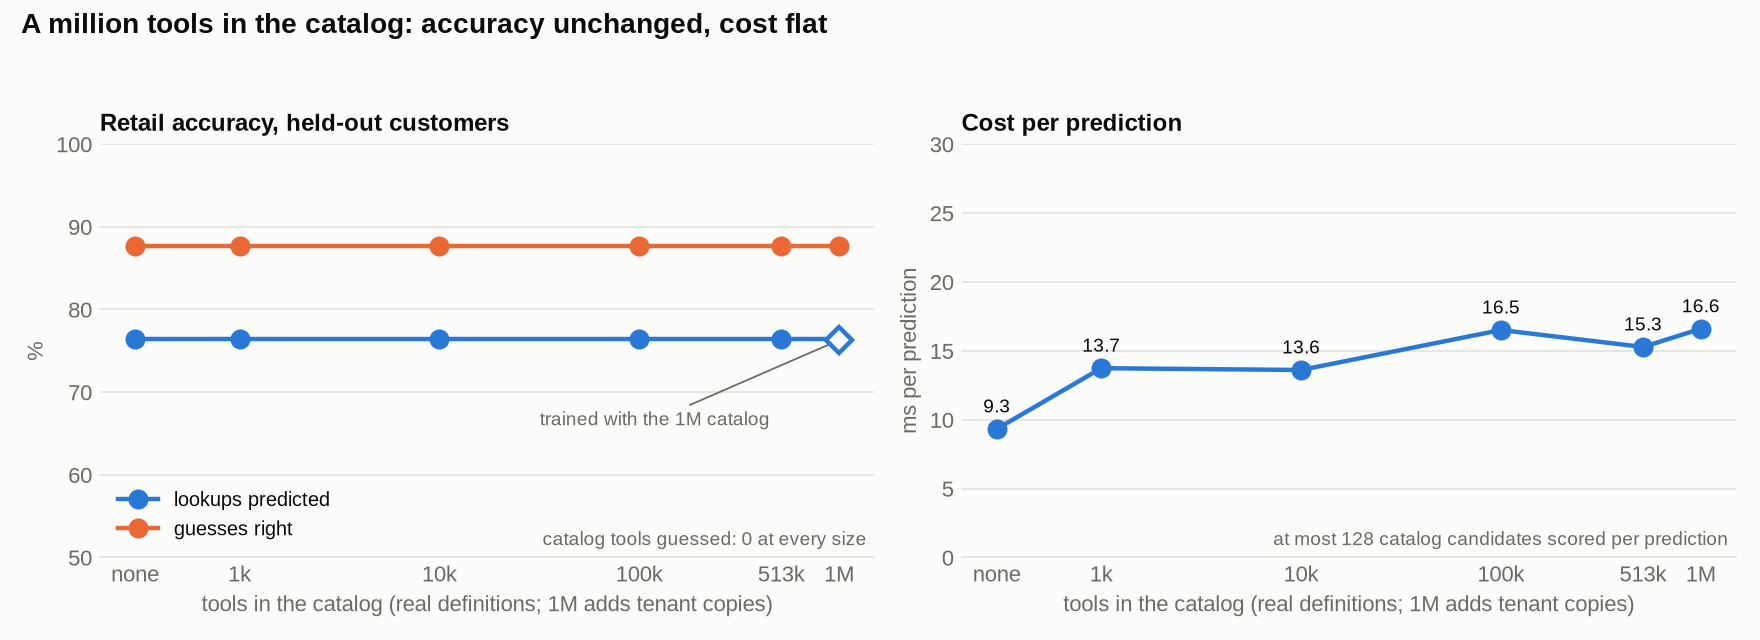 A million tools in the catalog: accuracy unchanged, cost flat
Retail accuracy, held-out customers
100
90
80
70
60
50
%
trained with the 1M catalog
lookups predicted
guesses right
catalog tools guessed: 0 at every size
none 1k 10k 100k 513k 1M
tools in the catalog (real definitions; 1M adds tenant copies)
Cost per prediction
30
25
20
15
10
5
0
ms per prediction
9.3
13.7
13.6
16.5
15.3
16.6
at most 128 catalog candidates scored per prediction
none 1k 10k 100k 513k 1M
tools in the catalog (real definitions; 1M adds tenant copies)